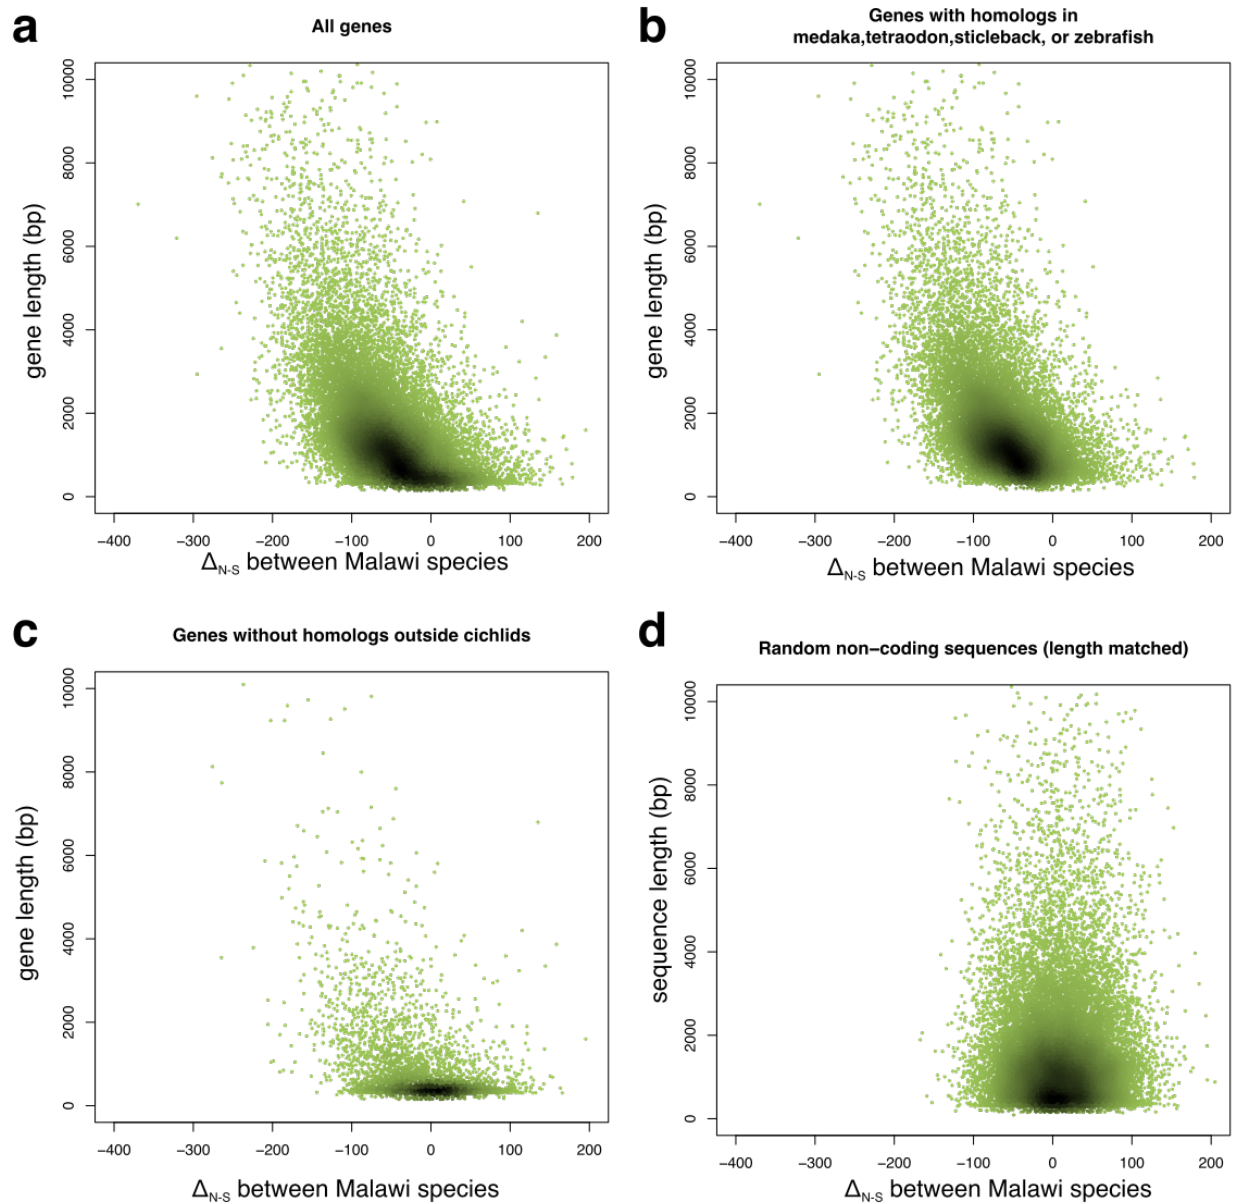 a
All genes
gene length (bp)
10000
8000
6000
4000
2000
0
−400 −300 −200 −100 0 100 200
ΔN-S between Malawi species
b
Genes with homologs in
medaka,tetraodon,sticleback, or zebrafish
gene length (bp)
10000
8000
6000
4000
2000
0
−400 −300 −200 −100 0 100 200
ΔN-S between Malawi species
c
Genes without homologs outside cichlids
gene length (bp)
10000
8000
6000
4000
2000
0
−400 −300 −200 −100 0 100 200
ΔN-S between Malawi species
d
Random non−coding sequences (length matched)
sequence length (bp)
10000
8000
6000
4000
2000
0
−400 −300 −200 −100 0 100 200
ΔN-S between Malawi species